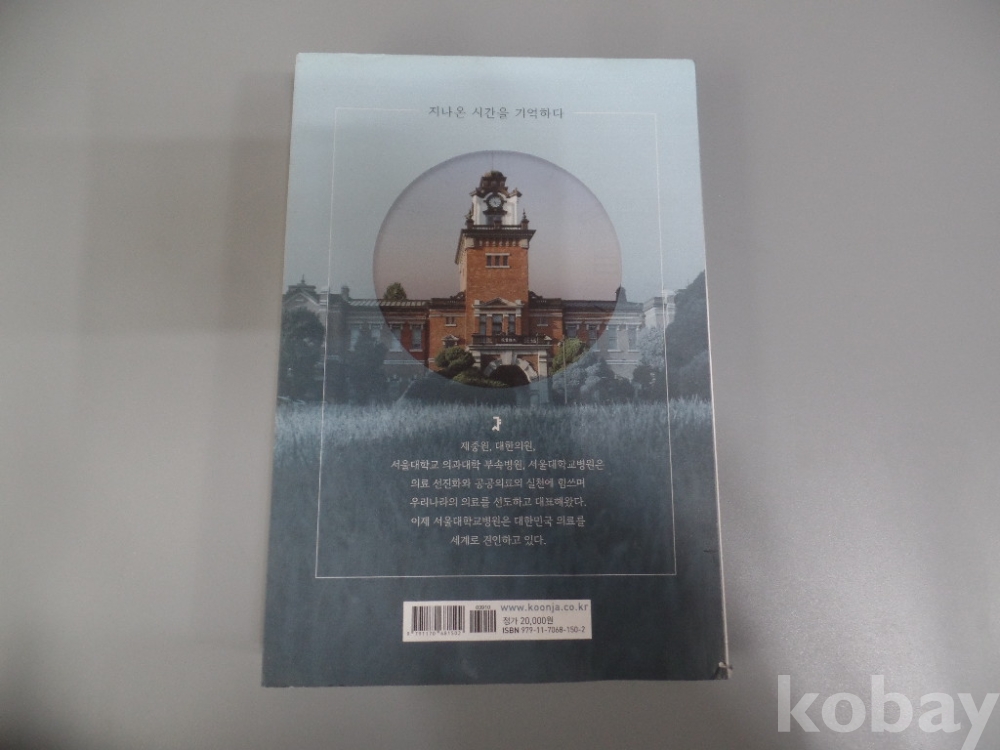 지나온 시간을 기억하다
제중원, 대한의원,
서울대학교 의과대학 부속병원, 서울대학교병원은
의료 선진화와 공공의료의 실천에 힘쓰며
우리나라의 의료를 선도하고 대표해왔다.
이제 서울대학교병원은 대한민국 의료를
세계로 견인하고 있다.
www.koonja.co.kr
정가 20,000원
ISBN 979-11-7068-150-2
kobay